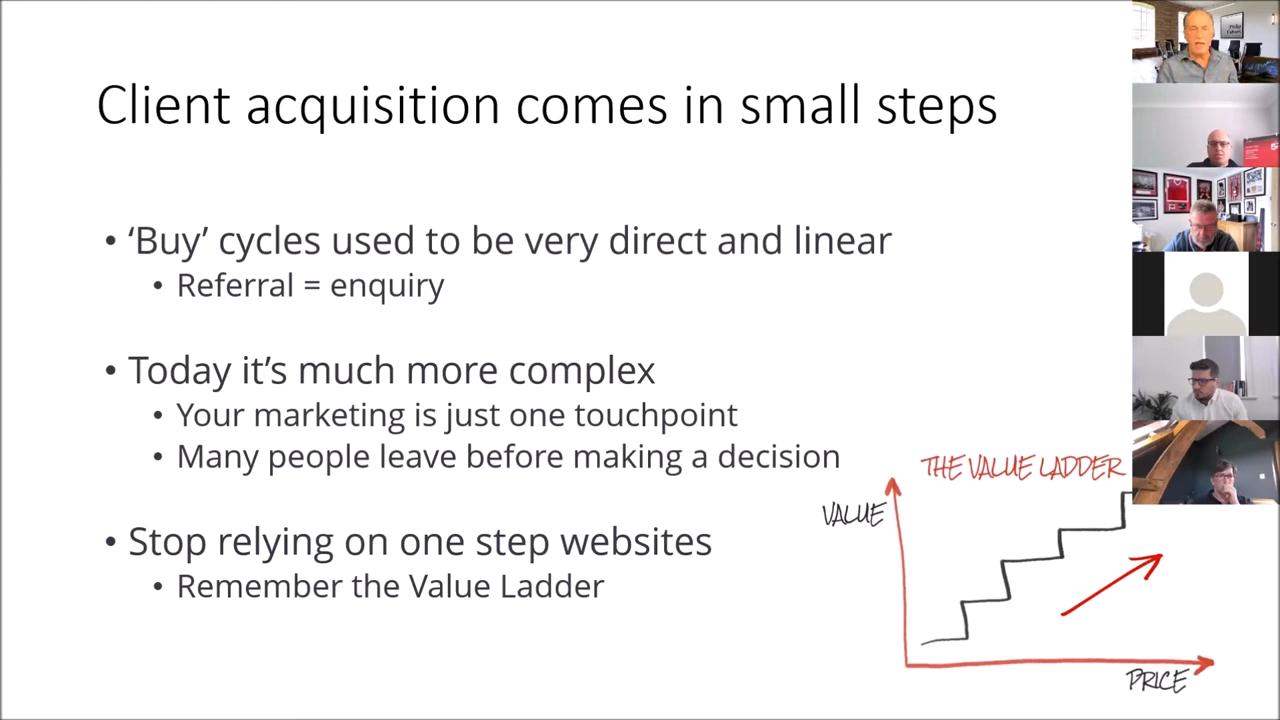 Client acquisition comes in small steps
• ‘Buy’ cycles used to be very direct and linear
• Referral = enquiry
• Today it’s much more complex
• Your marketing is just one touchpoint
• Many people leave before making a decision
• Stop relying on one step websites
• Remember the Value Ladder
THE VALUE LADDER
VALUE
PRICE